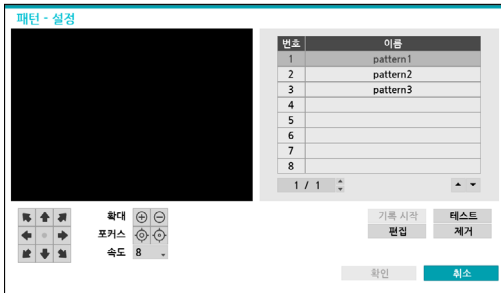 패턴 - 설정
번호 이름
1 pattern1
2 pattern2
3 pattern3
4
5
6
7
8
1 / 1
확대
포커스
속도 8
기록 시작 테스트
편집 제거
확인 취소